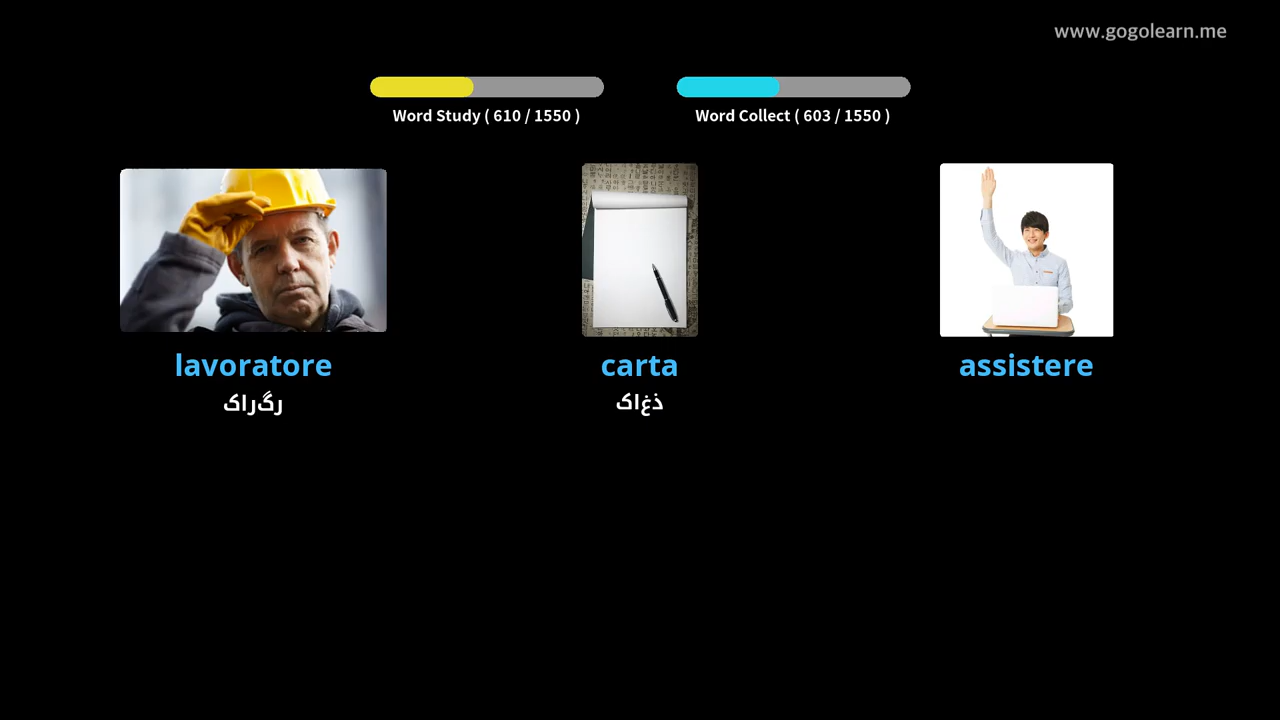 www.gogolearn.me
Word Study ( 610 / 1550 )
Word Collect ( 603 / 1550 )
lavoratore
carta
assistere
رگراک
ذغاک